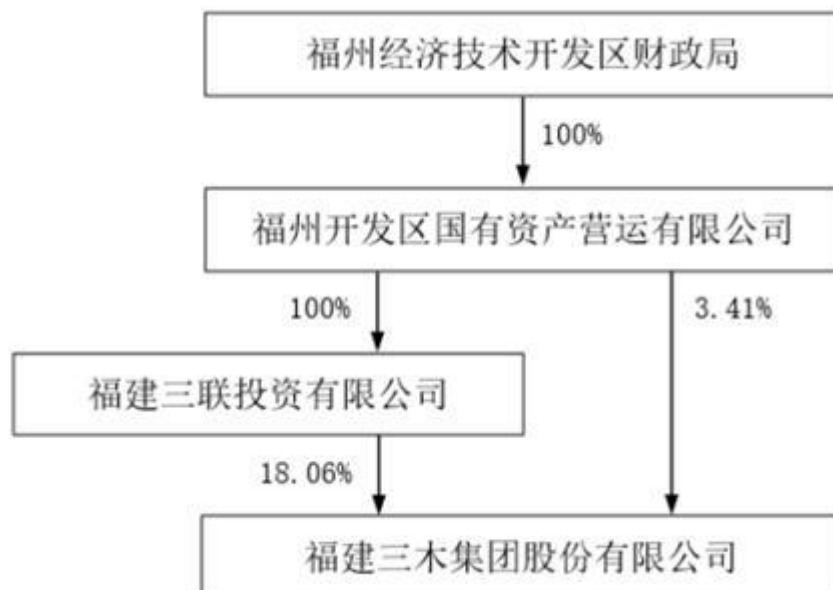 福州经济技术开发区财政局
100%
福州开发区国有资产营运有限公司
100%
3.41%
福建三联投资有限公司
18.06%
福建三木集团股份有限公司